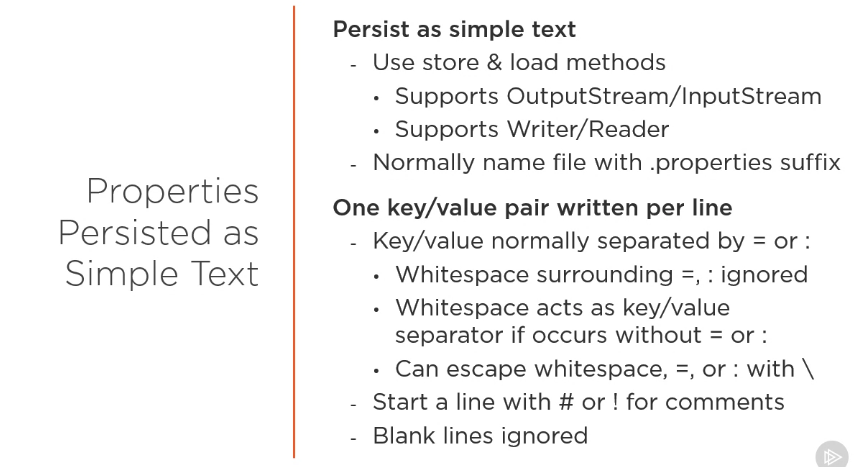 Properties
Persisted as
Simple Text
Persist as simple text
- Use store & load methods
• Supports OutputStream/InputStream
• Supports Writer/Reader
- Normally name file with .properties suffix
One key/value pair written per line
- Key/value normally separated by = or :
• Whitespace surrounding =, : ignored
• Whitespace acts as key/value
separator if occurs without = or :
• Can escape whitespace, =, or : with \
- Start a line with # or ! for comments
- Blank lines ignored